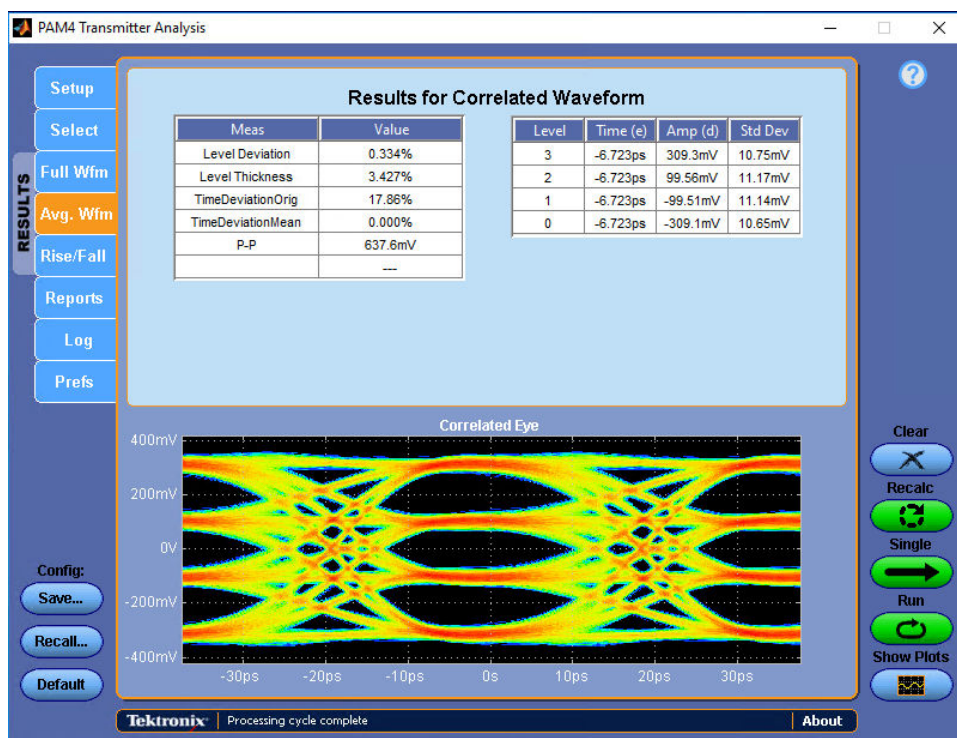 PAM4 Transmitter Analysis
RESULTS
Setup
Select
Full Wfm
Avg. Wfm
Rise/Fall
Reports
Log
Prefs
Results for Correlated Waveform
Meas Value
Level Deviation 0.334%
Level Thickness 3.427%
TimeDeviationOrig 17.86%
TimeDeviationMean 0.000%
P-P 637.6mV
---
Level Time (e) Amp (d) Std Dev
3 -6.723ps 309.3mV 10.75mV
2 -6.723ps 99.56mV 11.17mV
1 -6.723ps -99.51mV 11.14mV
0 -6.723ps -309.1mV 10.65mV
?
Correlated Eye
400mV
200mV
0V
-200mV
-400mV
-30ps -20ps -10ps 0s 10ps 20ps 30ps
Config:
Save...
Recall...
Default
Clear
Recalc
Single
Run
Show Plots
Tektronix Processing cycle complete About